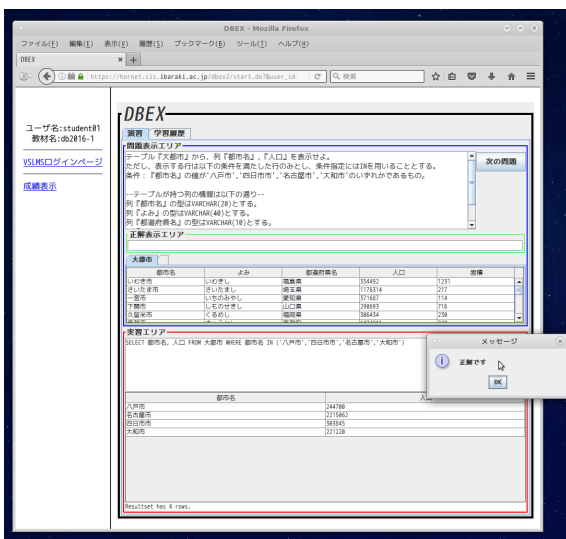 DBEX - Mozilla Firefox
ファイル(F) 編集(E) 表示(V) 履歴(S) ブックマーク(B) ツール(T) ヘルプ(H)
DBEX
https://hornet.cis.ibaraki.ac.jp/dbex2/start.do?&user_id- 検索
ユーザ名:student01
教材名:db2016-1
VSLMSログインページ
成績表示
DBEX
演習 学習履歴
問題表示エリア
テーブル『大都市』から、列『都市名』,『人口』を表示せよ。
ただし、表示する行は以下の条件を満たした行のみとし、条件指定にはINを用いることとする。
条件：『都市名』の値が'八戸市','四日市市','名古屋市','大和市'のいずれかであるもの。
--テーブルが持つ列の情報は以下の通り--
列『都市名』の型はVARCHAR(20)とする。
列『よみ』の型はVARCHAR(40)とする。
列『都道府県名』の型はVARCHAR(10)とする。
次の問題
正解表示エリア
大都市
都市名 よみ 都道府県名 人口 面積
いわき市 いわきし 福島県 354492 1231
さいたま市 さいたまし 埼玉県 1176314 217
一宮市 いちのみやし 愛知県 371687 114
下関市 しものせきし 山口県 290693 716
久留米市 くるめし 福岡県 306434 230
実習エリア
SELECT 都市名, 人口 FROM 大都市 WHERE 都市名 IN ('八戸市','四日市市','名古屋市','大和市')
メッセージ
正解です
OK
都市名 人
八戸市 244700
名古屋市 2215062
四日市市 303845
大和市 221220
Resultset has 4 rows.